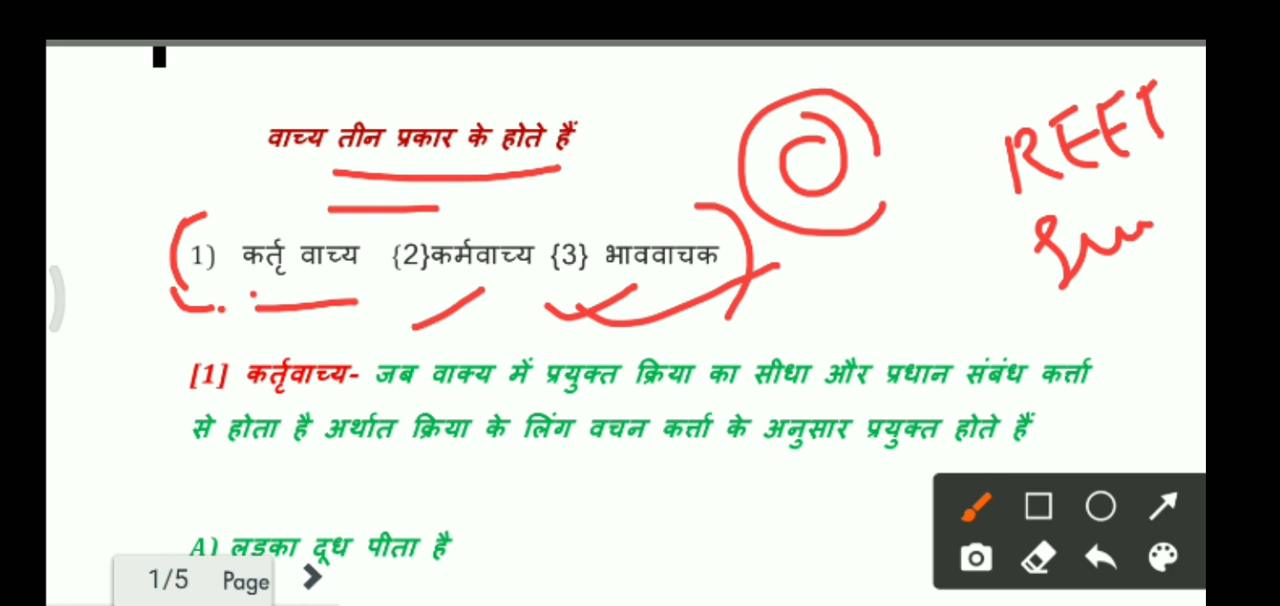 वाच्य तीन प्रकार के होते हैं
REET
1) कर्तृ वाच्य {2}कर्मवाच्य {3} भाववाचक
[1] कर्तृवाच्य- जब वाक्य में प्रयुक्त क्रिया का सीधा और प्रधान संबंध कर्त्ता
से होता है अर्थात क्रिया के लिंग वचन कर्त्ता के अनुसार प्रयुक्त होते हैं
A) लडका दूध पीता है
1/5 Page